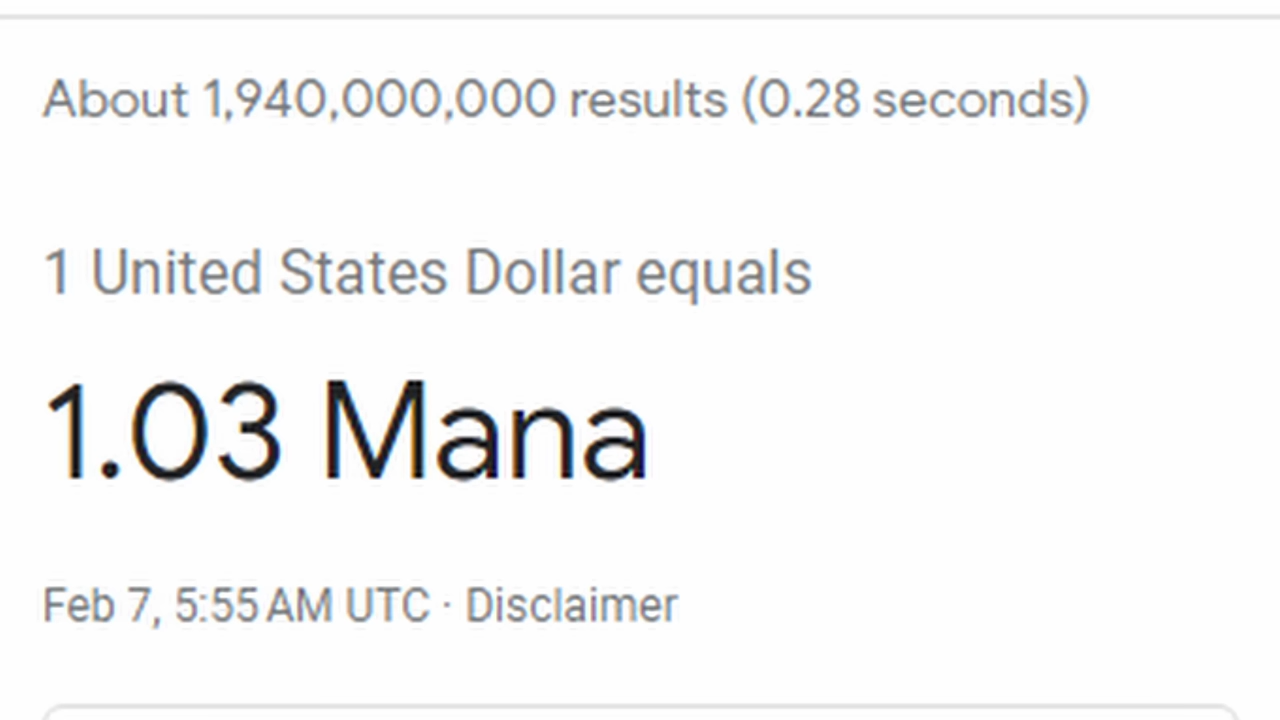 About 1,940,000,000 results (0.28 seconds)
1 United States Dollar equals
1.03 Mana
Feb 7, 5:55 AM UTC · Disclaimer